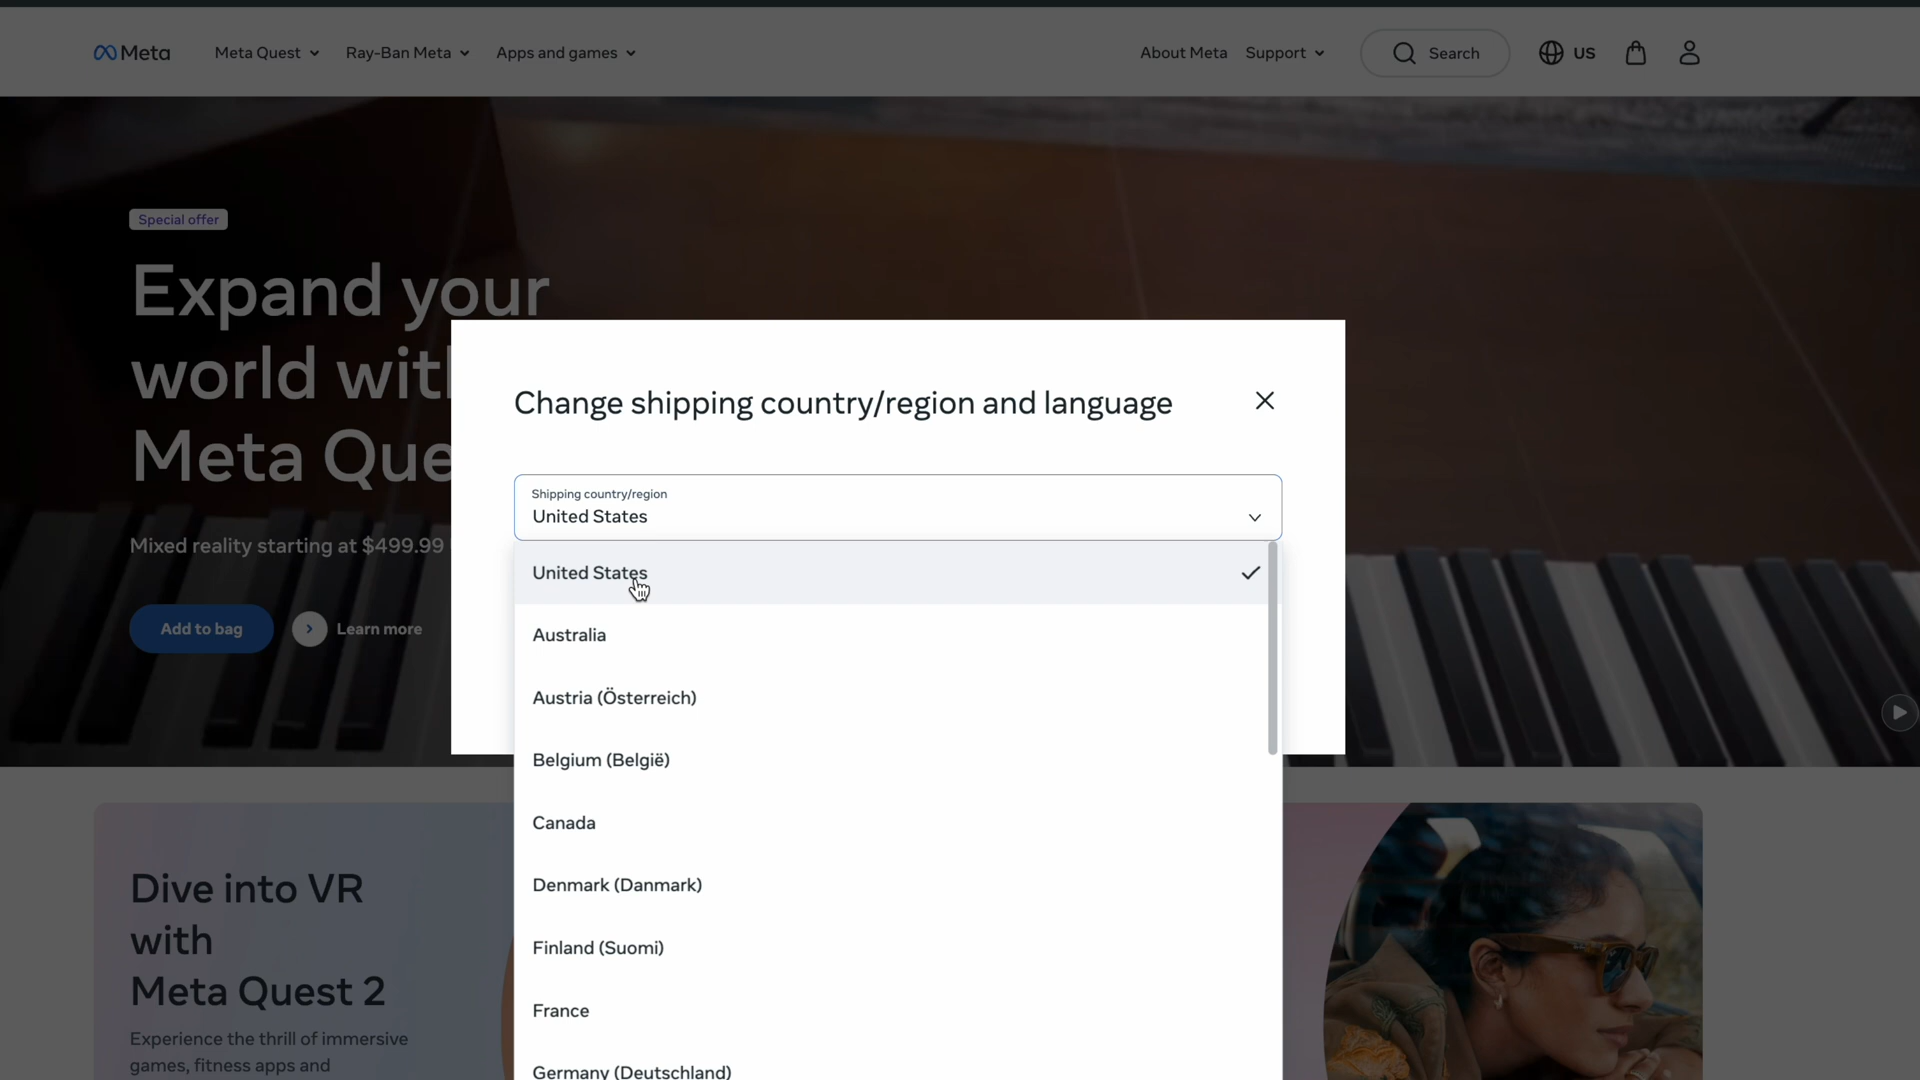 Meta
Meta Quest
Ray-Ban Meta
Apps and games
About Meta
Support
Search
US
Special offer
Expand your
world with
Meta Que
Mixed reality starting at $499.99
Add to bag
Learn more
Change shipping country/region and language
Shipping country/region
United States
United States
Australia
Austria (Österreich)
Belgium (België)
Canada
Denmark (Danmark)
Finland (Suomi)
France
Germany (Deutschland)
Dive into VR
with
Meta Quest 2
Experience the thrill of immersive
games, fitness apps and